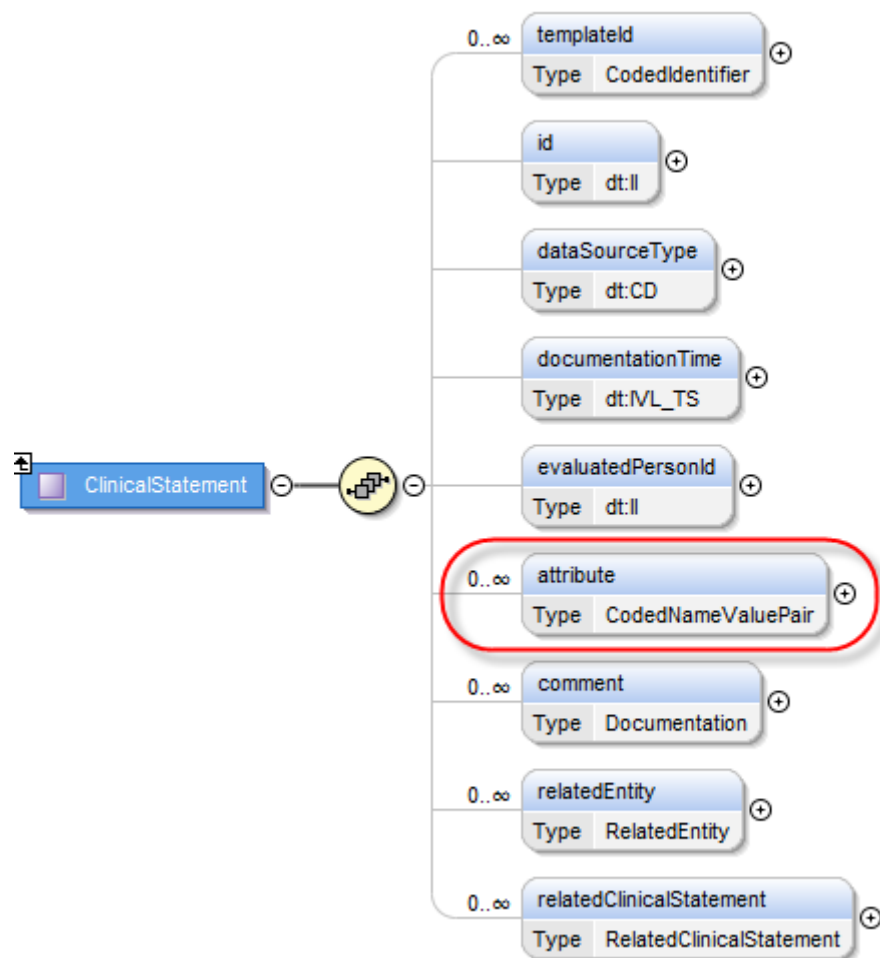 0..∞ templateId
Type CodedIdentifier
id
Type dt:II
dataSourceType
Type dt:CD
documentationTime
Type dt:IVL_TS
evaluatedPersonId
Type dt:II
ClinicalStatement
0..∞ attribute
Type CodedNameValuePair
0..∞ comment
Type Documentation
0..∞ relatedEntity
Type RelatedEntity
0..∞ relatedClinicalStatement
Type RelatedClinicalStatement